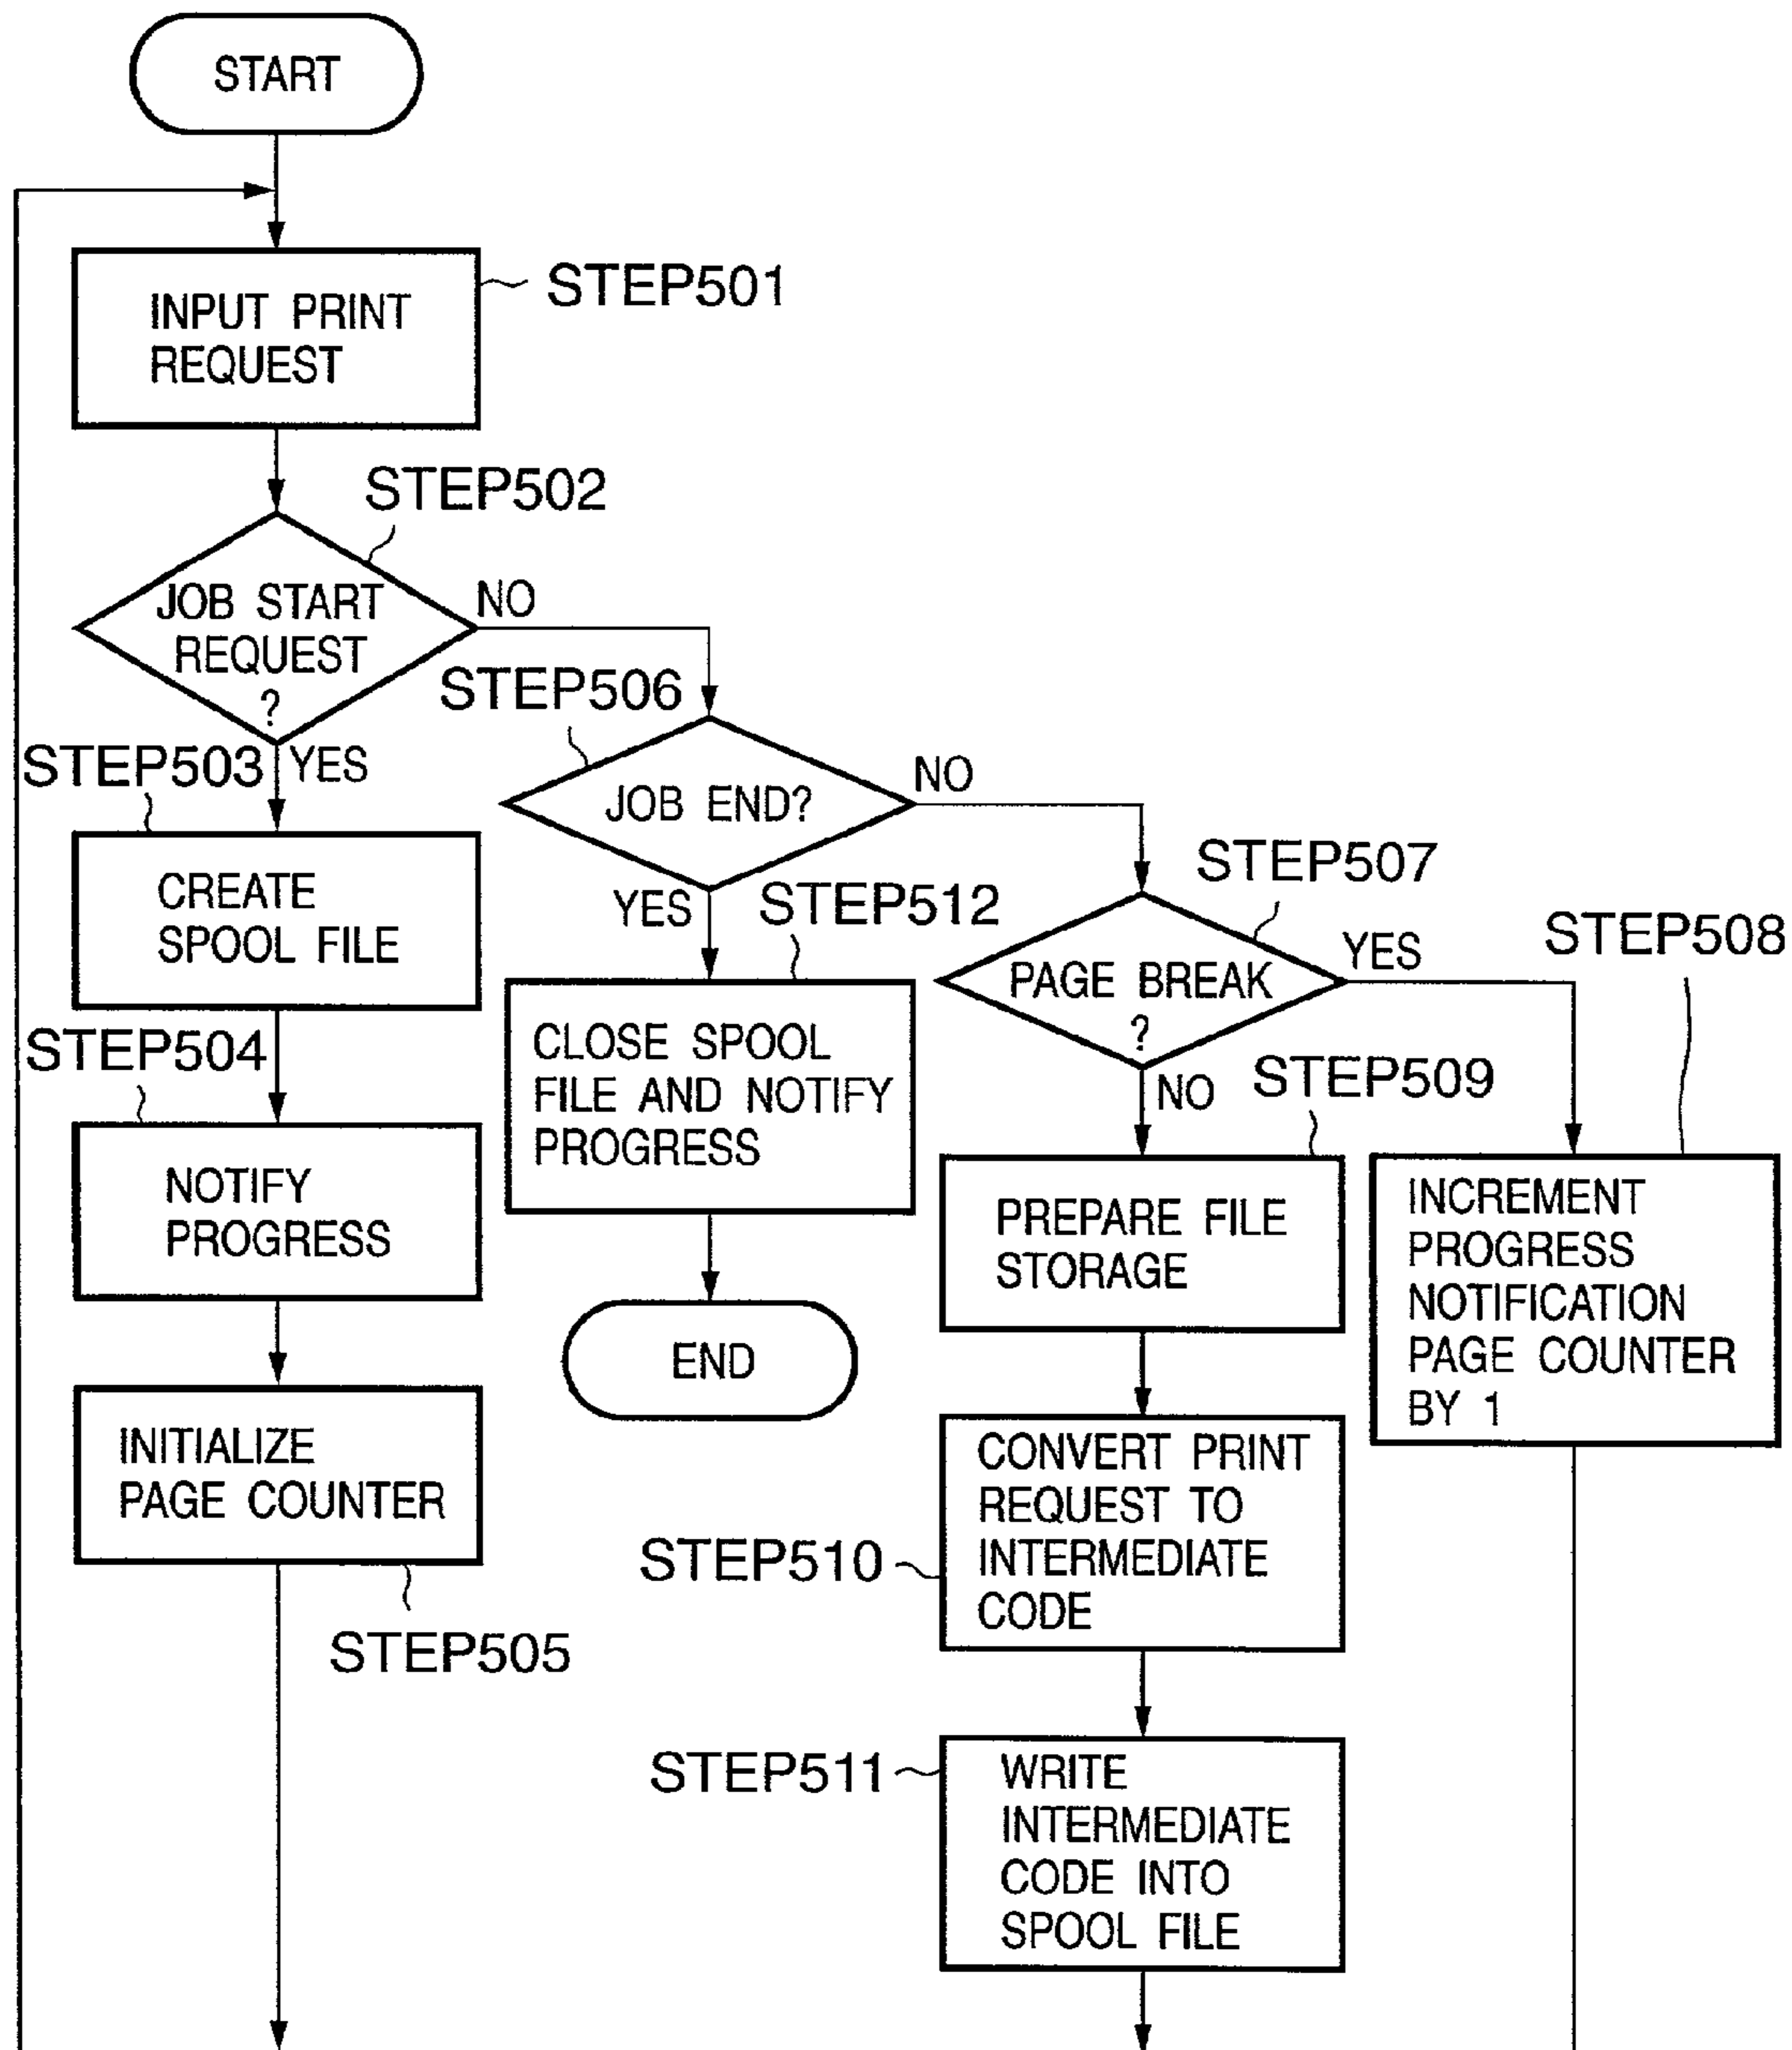 START
INPUT PRINT
REQUEST
STEP501
STEP502
JOB START
REQUEST
?
NO
YES
STEP503
CREATE
SPOOL FILE
STEP504
NOTIFY
PROGRESS
INITIALIZE
PAGE COUNTER
STEP505
STEP506
JOB END?
NO
YES
STEP512
CLOSE SPOOL
FILE AND NOTIFY
PROGRESS
END
STEP507
PAGE BREAK
?
YES
NO
STEP508
INCREMENT
PROGRESS
NOTIFICATION
PAGE COUNTER
BY 1
STEP509
PREPARE FILE
STORAGE
STEP510
CONVERT PRINT
REQUEST TO
INTERMEDIATE
CODE
STEP511
WRITE
INTERMEDIATE
CODE INTO
SPOOL FILE